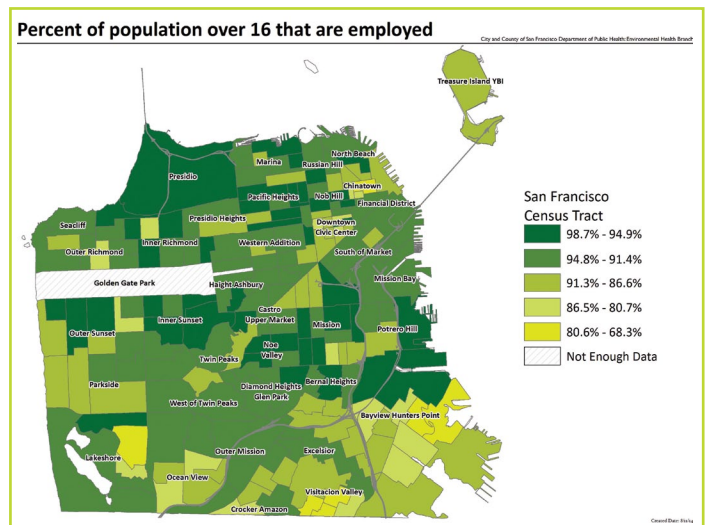 Percent of population over 16 that are employed
City and County of San Francisco Department of Public Health: Environmental Health Branch
Treasure Island YBI
North Beach
Marina
Russian Hill
Presidio
Chinatown
Pacific Heights
Nob Hill
Financial District
San Francisco
Census Tract
Seacliff
Presidio Heights
Downtown
Civic Center
98.7% - 94.9%
Outer Richmond
Inner Richmond
Western Addition
South of Market
94.8% - 91.4%
Golden Gate Park
Haight Ashbury
Mission Bay
91.3% - 86.6%
86.5% - 80.7%
Castro
Upper Market
Outer Sunset
Inner Sunset
Mission
Potrero Hill
80.6% - 68.3%
Noe
Valley
Twin Peaks
Not Enough Data
Parkside
Diamond Heights
Glen Park
Bernal Heights
West of Twin Peaks
Bayview Hunters Point
Lakeshore
Outer Mission
Excelsior
Ocean View
Visitacion Valley
Crocker Amazon